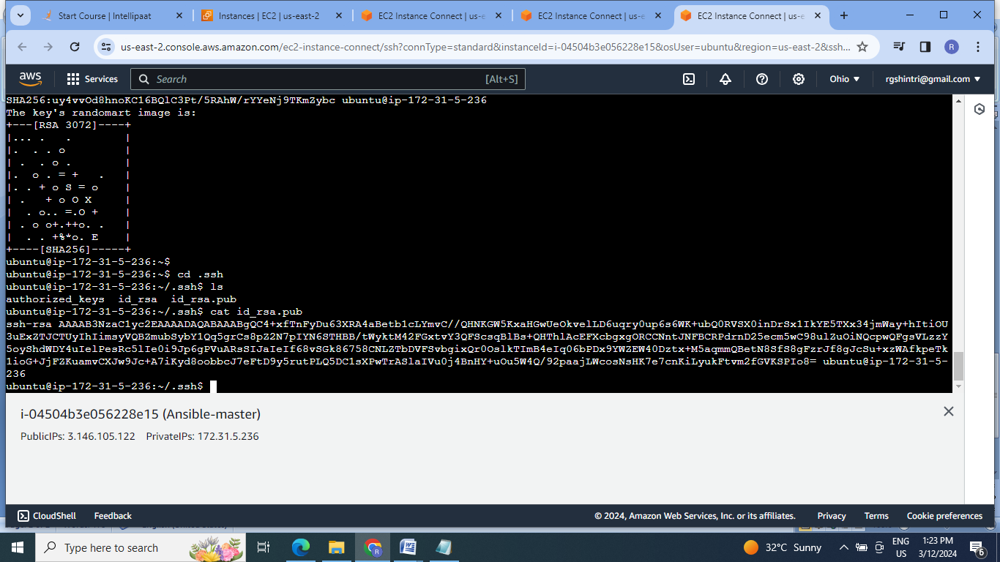 Start Course | Intellipaat
Instances | EC2 | us-east-2
EC2 Instance Connect | us-e
EC2 Instance Connect | us-e
EC2 Instance Connect | us-e
us-east-2.console.aws.amazon.com/ec2-instance-connect/ssh?connType=standard&instanceId=i-04504b3e056228e15&osUser=ubuntu&region=us-east-2&ssh...
R
aws
Services
Search
[Alt+S]
Ohio
rgshintri@gmail.com
SHA256:uy4vvOd8hnoKC16BQlC3Pt/5RAhW/rYYeNj9TKmZybc ubuntu@ip-172-31-5-236
The key's randomart image is:
+---[RSA 3072]----+
|... .   .        |
|.  . . o         |
| .  . o .        |
|.  o . = +   .   |
|. . + o S = o    |
| .   + o O X     |
|  . o.. =.O +    |
| . o o+.++o. .   |
|  . . +%*o. E    |
+----[SHA256]-----+
ubuntu@ip-172-31-5-236:~$
ubuntu@ip-172-31-5-236:~$ cd .ssh
ubuntu@ip-172-31-5-236:~/.ssh$ ls
authorized_keys  id_rsa  id_rsa.pub
ubuntu@ip-172-31-5-236:~/.ssh$ cat id_rsa.pub
ssh-rsa AAAAB3NzaC1yc2EAAAADAQABAAABgQC4+xfTnFyDu63XRA4aBetb1cLYmvC//QHNKGW5KxaHGwUeOkvelLD6uqry0up6s6WK+ubQ0RVSX0inDrSx1IkYE5TXx34jmWay+hItiOU
3uExZTJCTUyIhIimsyVQBZmubSybY1Qq5grCs8pZ2N7pIYN6STHBB/tWyktM42FGxtvY3QFScsqBlBs+QHThlAcEFXcbgxgORCCNntJNFBCRPdrnD25ecm5wC98ulZuOiNQcpwQFgsVLzzY
5oyShdWDY4uIelPesRc5lIe0i9Jp6gPVuARsSIJaIeIf68vSGk86758CNLZTbDVFSvbgixQr0OslkTImB4eIq06bPDx9YWZEW40Dztx+M5aqmmQBetN8SfS8gFzrJf8gJcSu+xzWAfkpeTk
1ioG+JjFZKuamvCXJw9Jc+A7iKyd8oobbcJ7eFtD9y5rutPLQ5DC1sXPwTrASlaIVu0j4BnHY+uOu5W4Q/92paajLWcosNsHK7e7cnKiLyukFtvm2fGVKSPIo8= ubuntu@ip-172-31-5-
236
ubuntu@ip-172-31-5-236:~/.ssh$
i-04504b3e056228e15 (Ansible-master)
PublicIPs: 3.146.105.122    PrivateIPs: 172.31.5.236
CloudShell
Feedback
© 2024, Amazon Web Services, Inc. or its affiliates.
Privacy
Terms
Cookie preferences
Type here to search
R
32°C Sunny
ENG
US
1:23 PM
3/12/2024
6